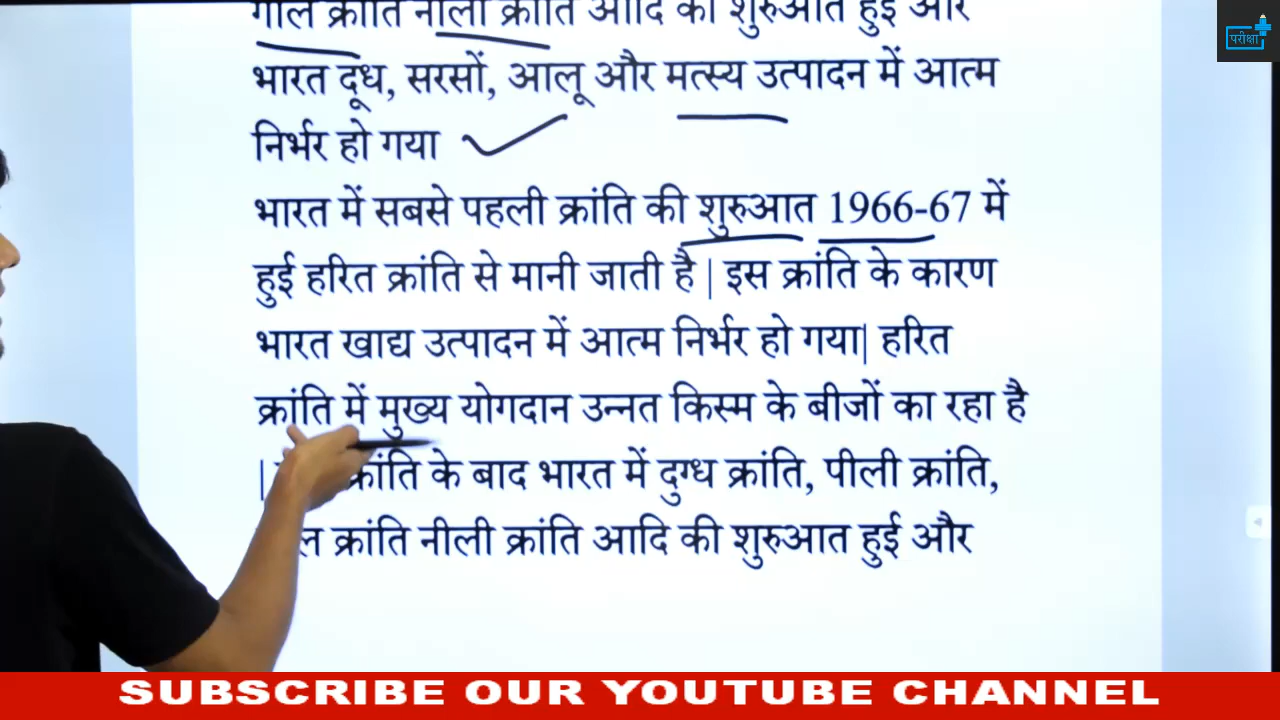 गोल क्रांति नीली क्रांति आदि की शुरुआत हुई और
भारत दूध, सरसों, आलू और मत्स्य उत्पादन में आत्म
निर्भर हो गया
भारत में सबसे पहली क्रांति की शुरुआत 1966-67 में
हुई हरित क्रांति से मानी जाती है | इस क्रांति के कारण
भारत खाद्य उत्पादन में आत्म निर्भर हो गया| हरित
क्रांति में मुख्य योगदान उन्नत किस्म के बीजों का रहा है
| क्रांति के बाद भारत में दुग्ध क्रांति, पीली क्रांति,
क्रांति नीली क्रांति आदि की शुरुआत हुई और
परीक्षा
SUBSCRIBE OUR YOUTUBE CHANNEL